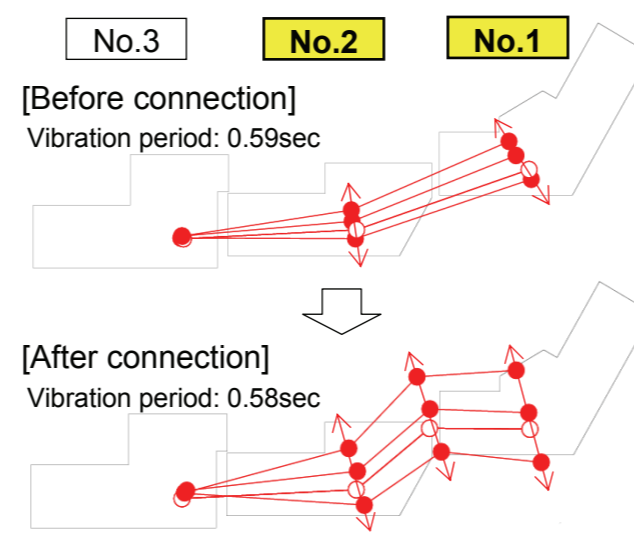 No.3 No.2 No.1
[Before connection]
Vibration period: 0.59sec
[After connection]
Vibration period: 0.58sec